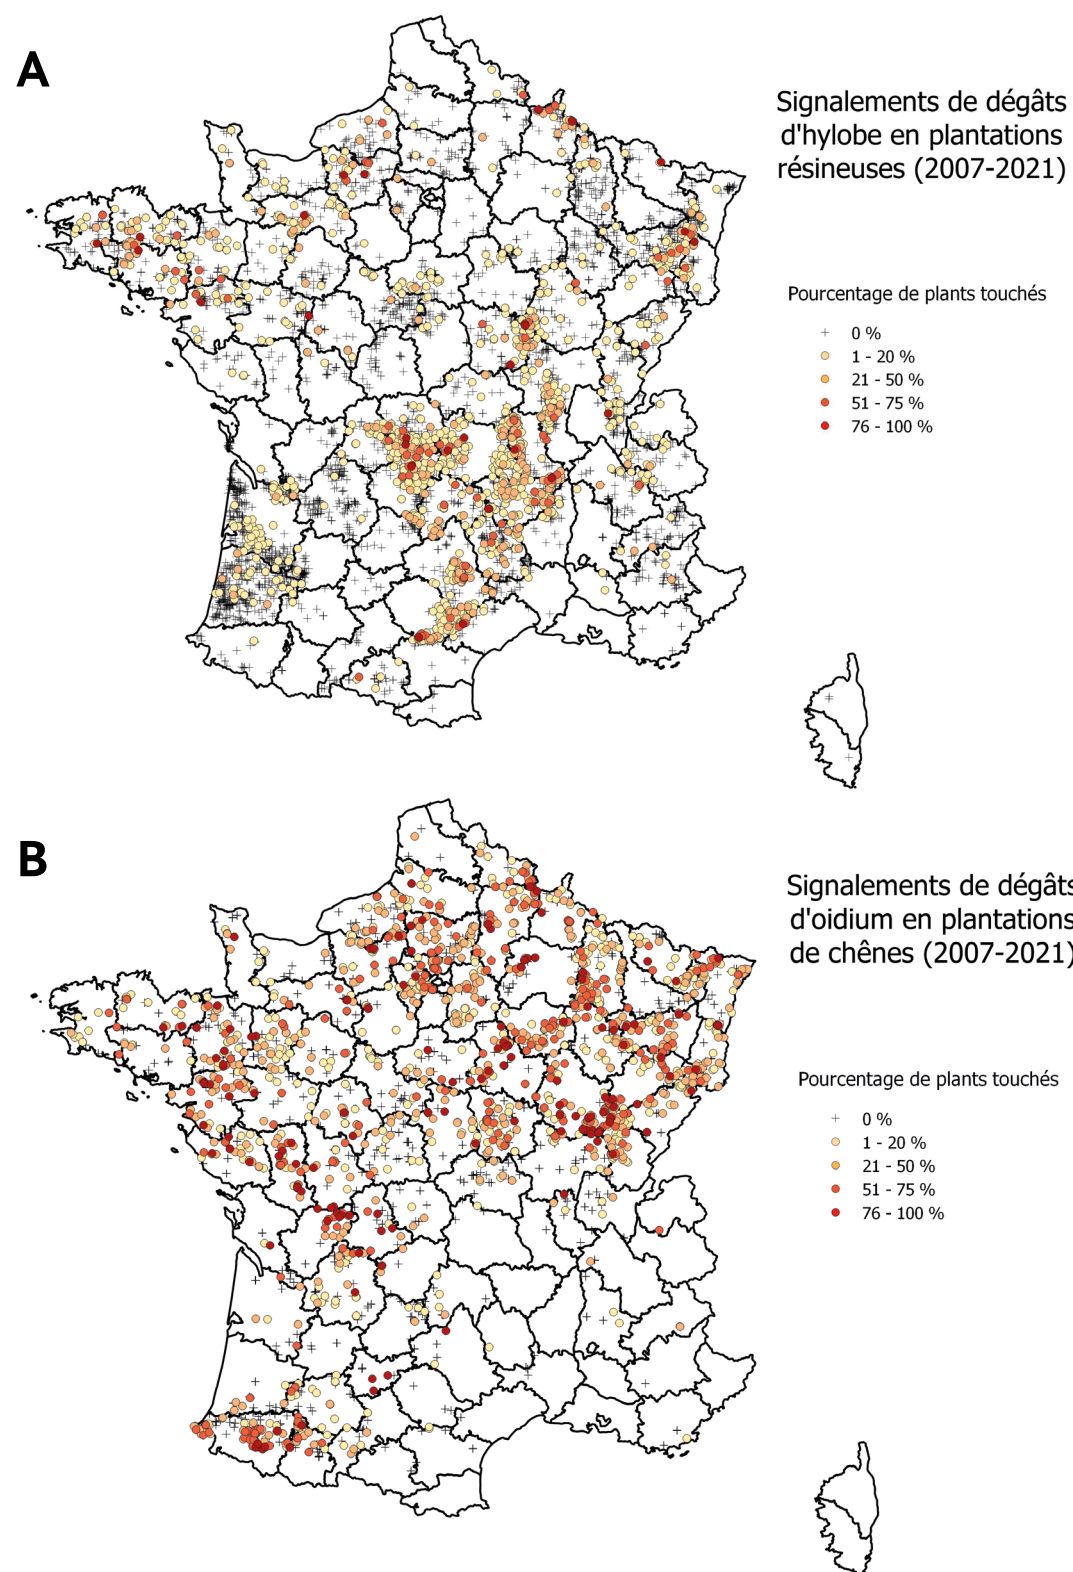 A
Signalements de dégâts
d'hylobe en plantations
résineuses (2007-2021)
Pourcentage de plants touchés
0 %
1 - 20 %
21 - 50 %
51 - 75 %
76 - 100 %
B
Signalements de dégâts
d'oidium en plantations
de chênes (2007-2021)
Pourcentage de plants touchés
0 %
1 - 20 %
21 - 50 %
51 - 75 %
76 - 100 %